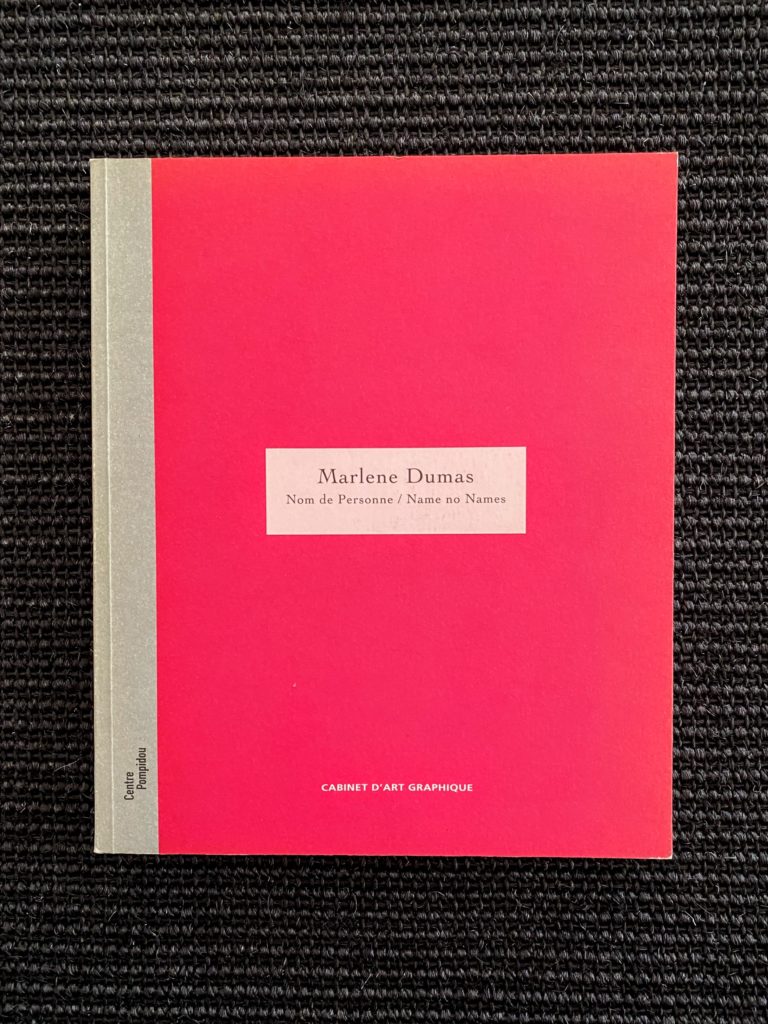 Marlene Dumas
Nom de Personne / Name no Names
CABINET D'ART GRAPHIQUE
Centre
Pompidou